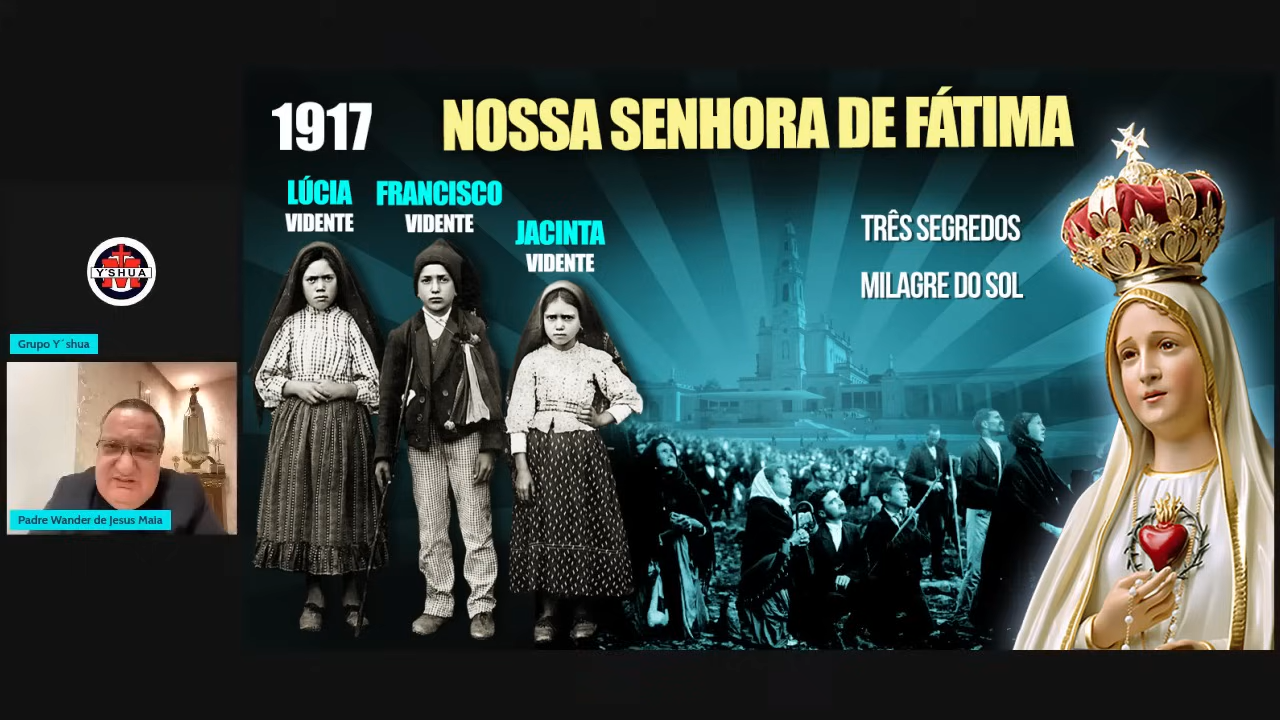 1917
NOSSA SENHORA DE FÁTIMA
LÚCIA
VIDENTE
FRANCISCO
VIDENTE
JACINTA
VIDENTE
TRÊS SEGREDOS
MILAGRE DO SOL
Y´SHUA
Grupo Y´shua
Padre Wander de Jesus Maia